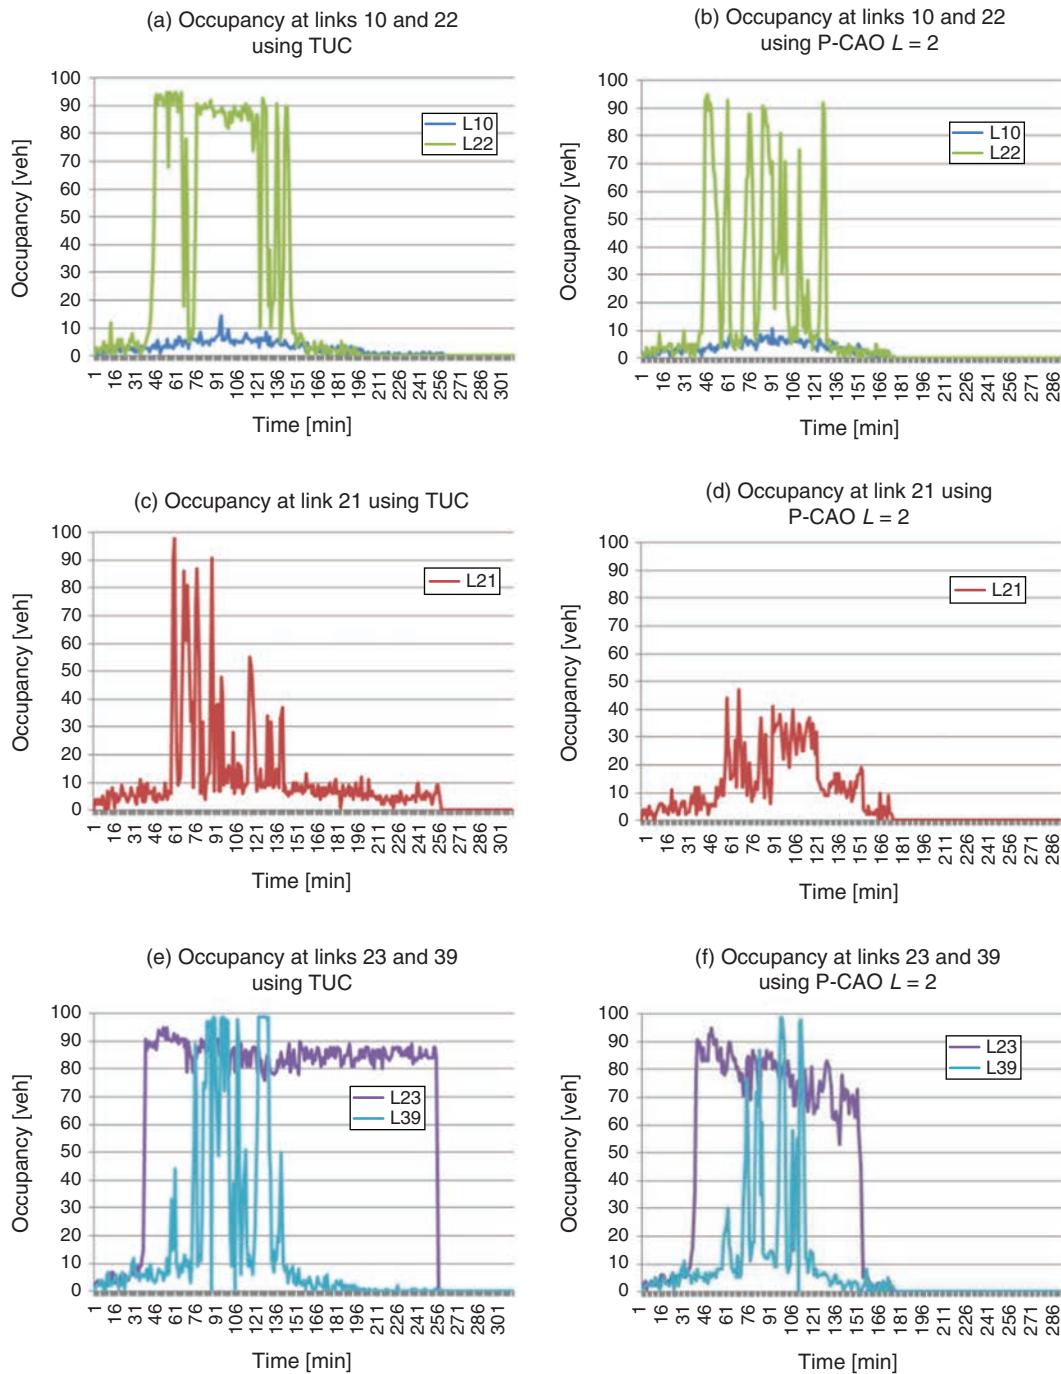 (a) Occupancy at links 10 and 22
using TUC
100
90
80
70
60
50
40
30
20
10
0
Occupancy [veh]
L10
L22
1 16 31 46 61 76 91 106 121 136 151 166 181 196 211 226 241 256 271 286 301
Time [min]
(b) Occupancy at links 10 and 22
using P-CAO L = 2
100
90
80
70
60
50
40
30
20
10
0
Occupancy [veh]
L10
L22
1 16 31 46 61 76 91 106 121 136 151 166 181 196 211 226 241 256 271 286
Time [min]
(c) Occupancy at link 21 using TUC
100
90
80
70
60
50
40
30
20
10
0
Occupancy [veh]
L21
1 16 31 46 61 76 91 106 121 136 151 166 181 196 211 226 241 256 271 286 301
Time [min]
(d) Occupancy at link 21 using
P-CAO L = 2
100
90
80
70
60
50
40
30
20
10
0
Occupancy [veh]
L21
1 16 31 46 61 76 91 106 121 136 151 166 181 196 211 226 241 256 271 286
Time [min]
(e) Occupancy at links 23 and 39
using TUC
100
90
80
70
60
50
40
30
20
10
0
Occupancy [veh]
L23
L39
1 16 31 46 61 76 91 106 121 136 151 166 181 196 211 226 241 256 271 286 301
Time [min]
(f) Occupancy at links 23 and 39
using P-CAO L = 2
100
90
80
70
60
50
40
30
20
10
0
Occupancy [veh]
L23
L39
1 16 31 46 61 76 91 106 121 136 151 166 181 196 211 226 241 256 271 286
Time [min]